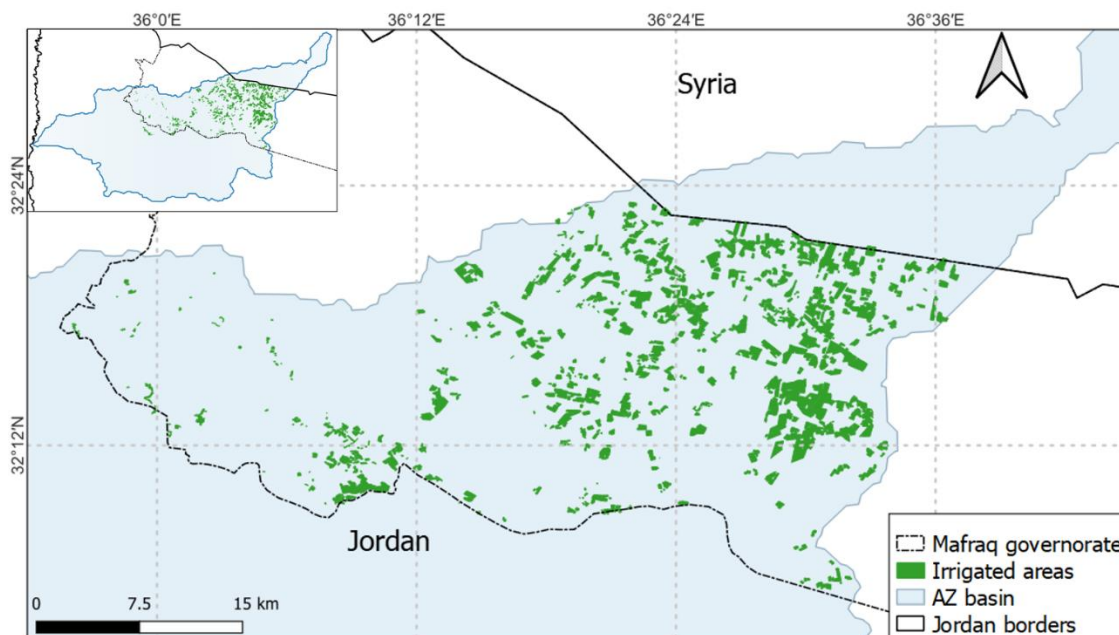 36°0′E 36°12′E 36°24′E 36°36′E
Syria
32°24′N
32°12′N
Jordan
Mafraq governorate
Irrigated areas
AZ basin
Jordan borders
0 7.5 15 km